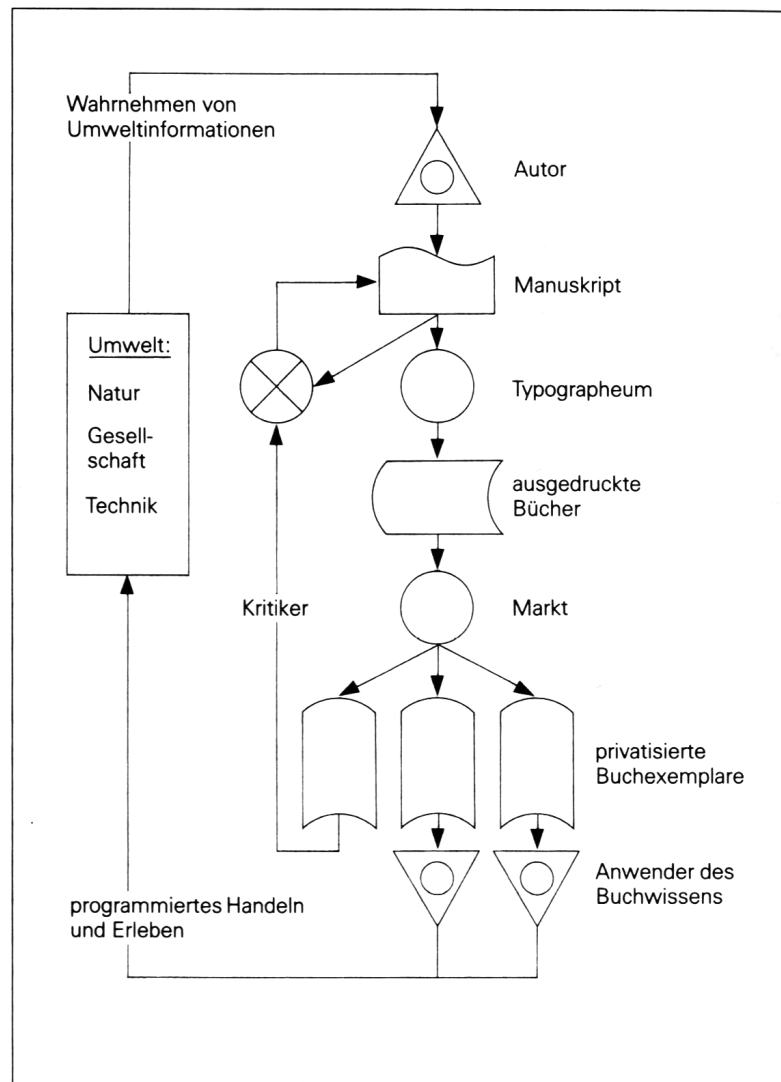 Wahrnehmen von
Umweltinformationen
Autor
Manuskript
Umwelt:
Natur
Gesell-
schaft
Technik
Typographeum
ausgedruckte
Bücher
Kritiker
Markt
privatisierte
Buchexemplare
Anwender des
Buchwissens
programmiertes Handeln
und Erleben